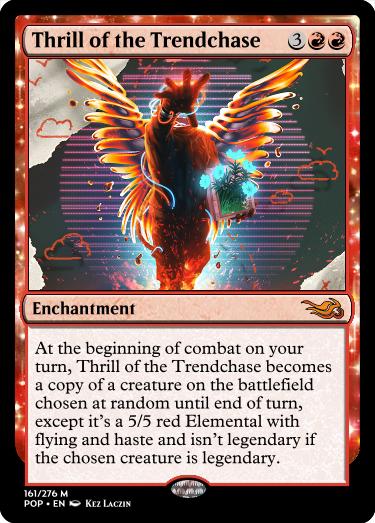 Thrill of the Trendchase 3
Enchantment
At the beginning of combat on your
turn, Thrill of the Trendchase becomes
a copy of a creature on the battlefield
chosen at random until end of turn,
except it's a 5/5 red Elemental with
flying and haste and isn't legendary if
the chosen creature is legendary.
161/276 M
POP • EN Kez Laczin